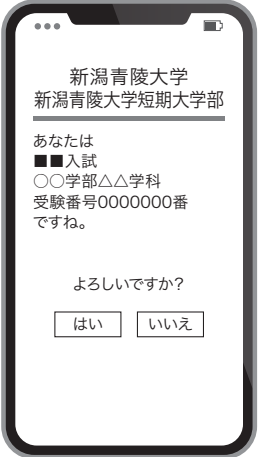 新潟青陵大学
新潟青陵大学短期大学部
あなたは
■■入試
○○学部△△学科
受験番号0000000番
ですね。
よろしいですか?
はい
いいえ